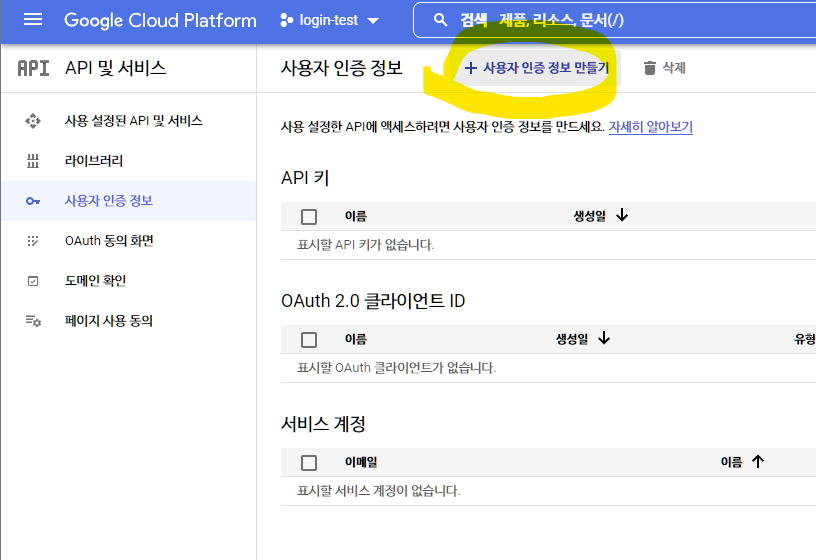 Google Cloud Platform login-test 검색 제품, 리소스, 문서(/)
API API 및 서비스 사용자 인증 정보 + 사용자 인증 정보 만들기 삭제
사용 설정된 API 및 서비스
라이브러리
사용자 인증 정보
OAuth 동의 화면
도메인 확인
페이지 사용 동의
사용 설정한 API에 액세스하려면 사용자 인증 정보를 만드세요. 자세히 알아보기
API 키
이름 생성일
표시할 API 키가 없습니다.
OAuth 2.0 클라이언트 ID
이름 생성일 유형
표시할 OAuth 클라이언트가 없습니다.
서비스 계정
이메일 이름
표시할 서비스 계정이 없습니다.